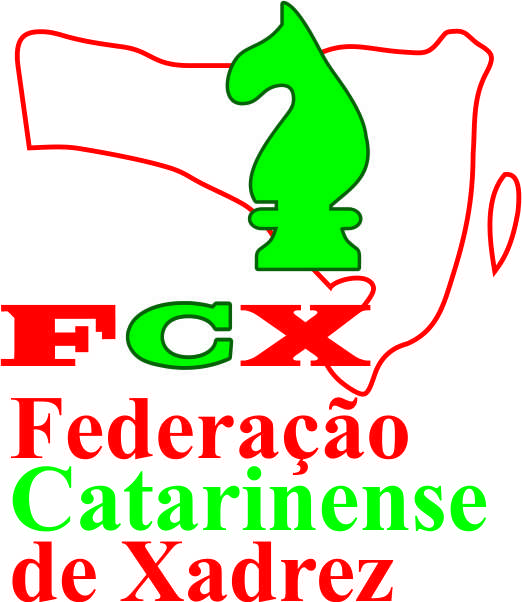 FCX
Federação
Catarinense
de Xadrez